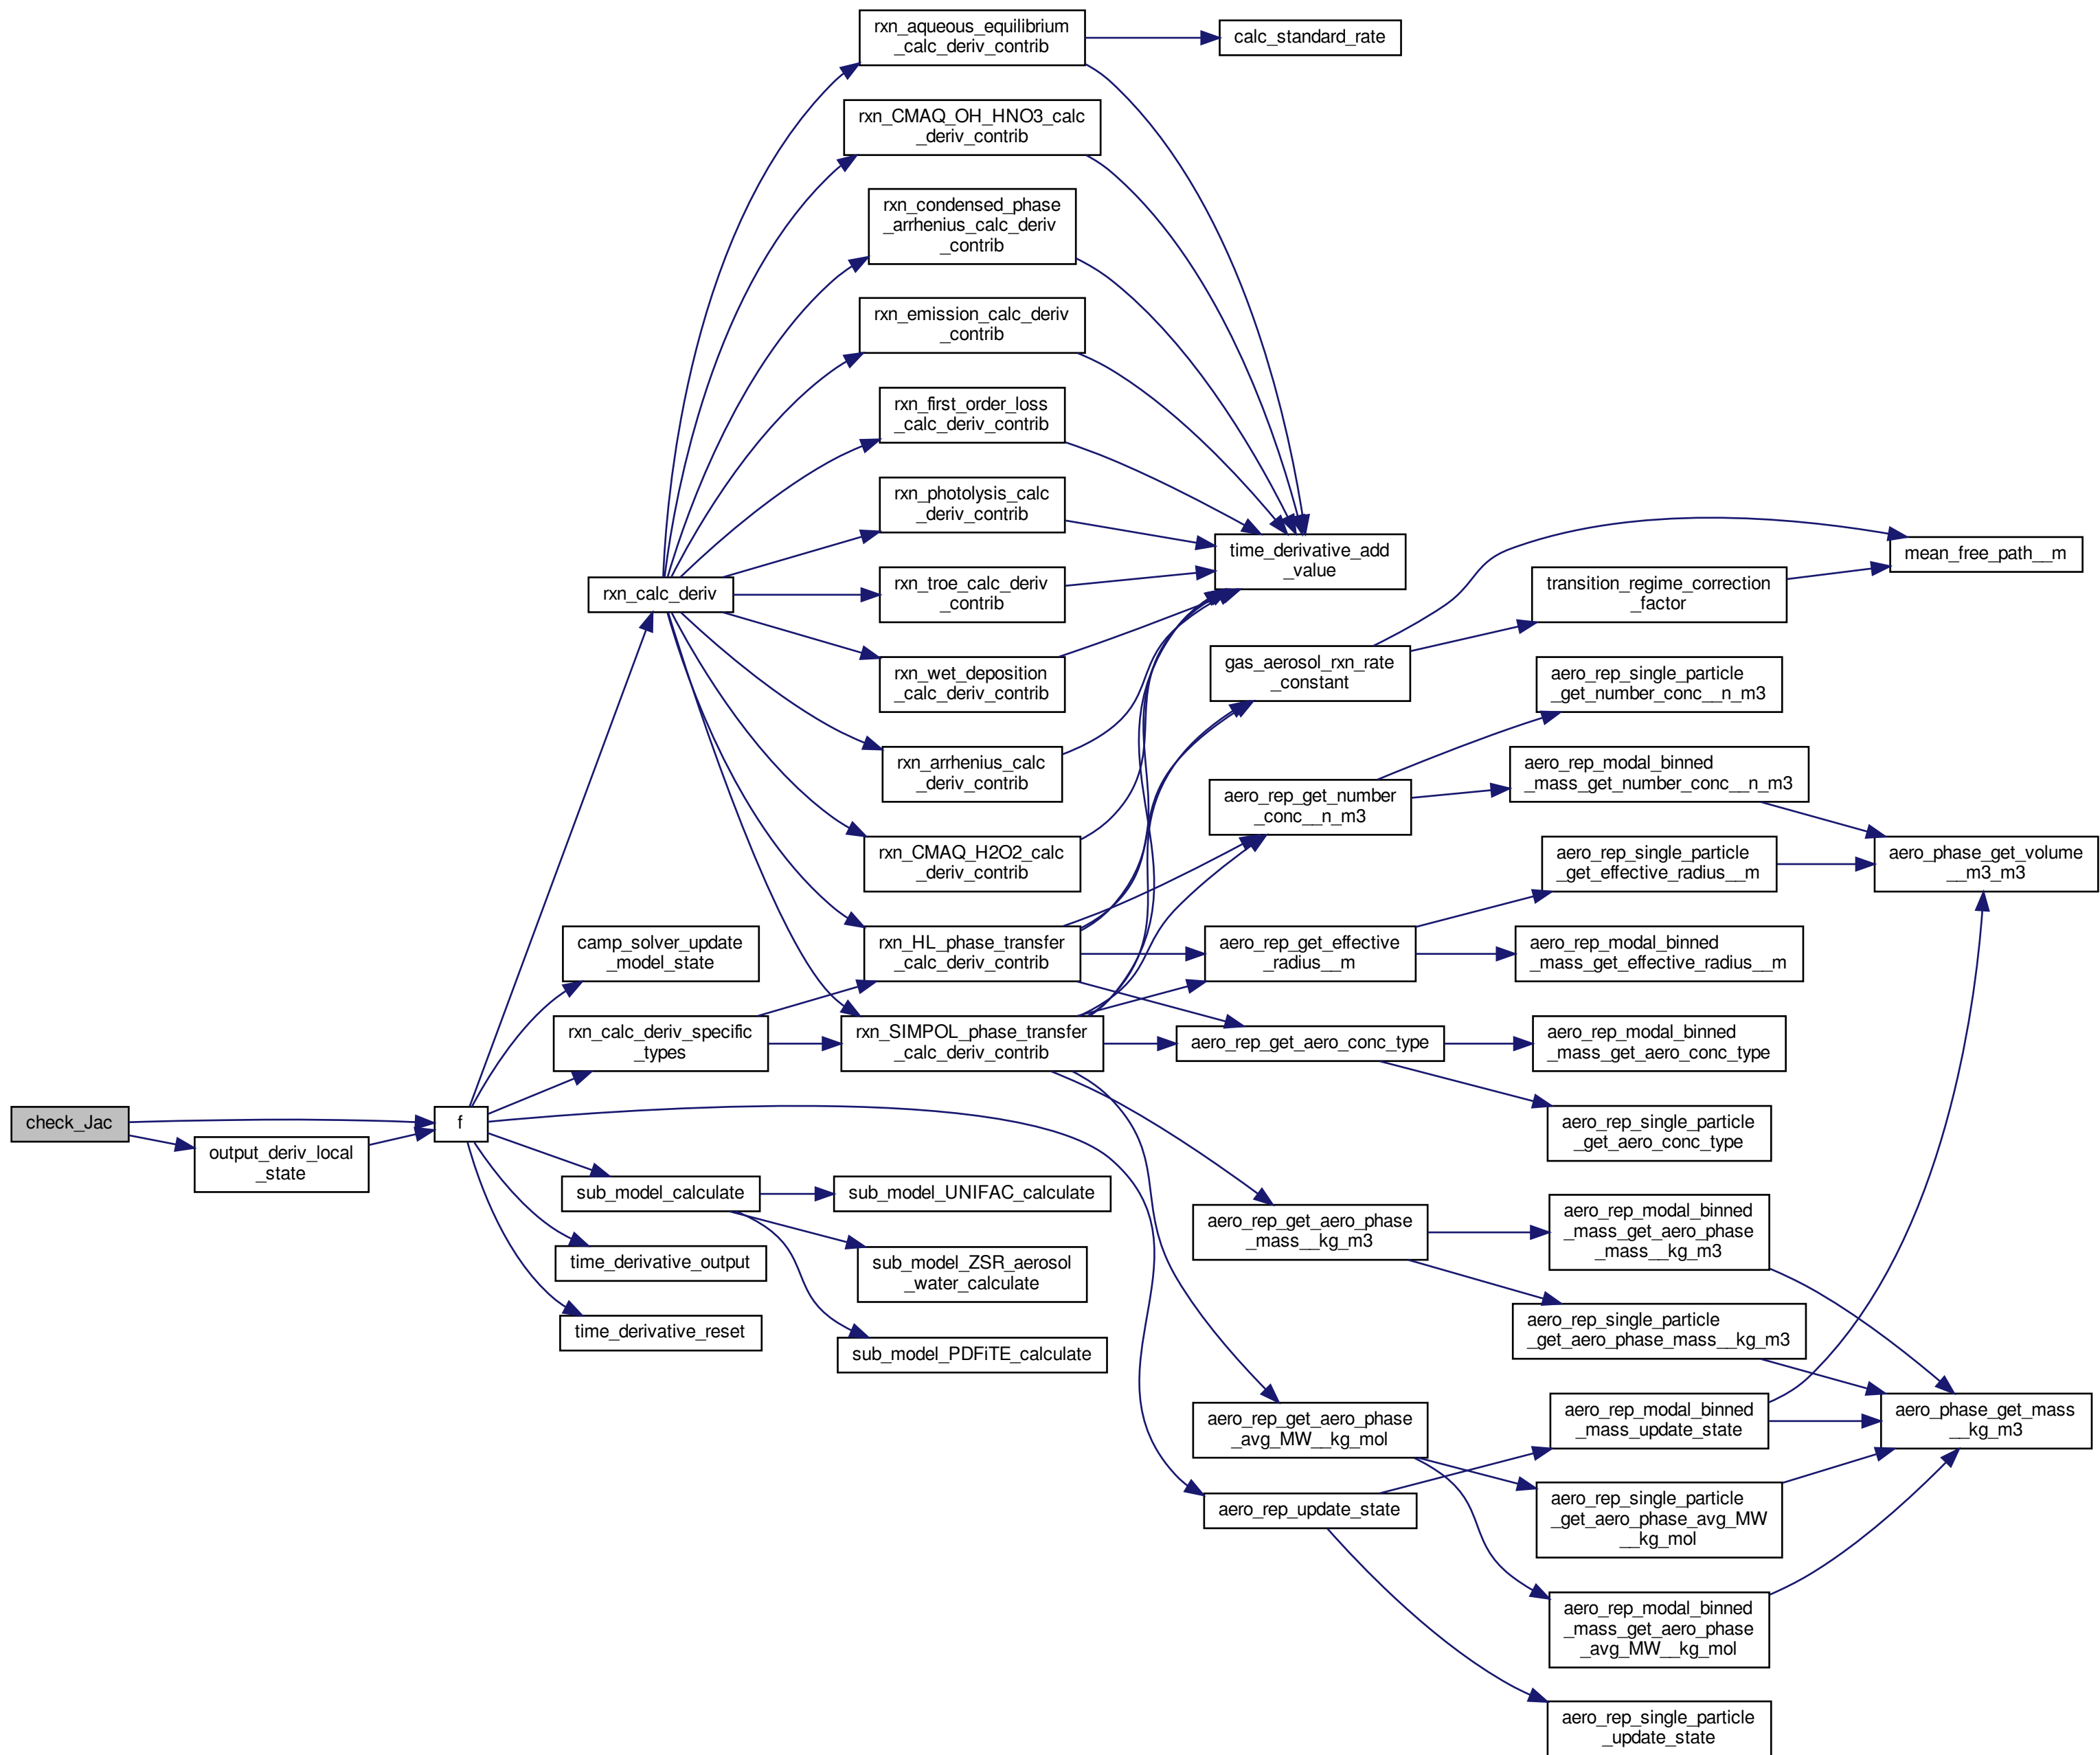 check_Jac
output_deriv_local
_state
f
rxn_calc_deriv
camp_solver_update
_model_state
rxn_calc_deriv_specific
_types
sub_model_calculate
time_derivative_output
time_derivative_reset
rxn_aqueous_equilibrium
_calc_deriv_contrib
rxn_CMAQ_OH_HNO3_calc
_deriv_contrib
rxn_condensed_phase
_arrhenius_calc_deriv
_contrib
rxn_emission_calc_deriv
_contrib
rxn_first_order_loss
_calc_deriv_contrib
rxn_photolysis_calc
_deriv_contrib
rxn_troe_calc_deriv
_contrib
rxn_wet_deposition
_calc_deriv_contrib
rxn_arrhenius_calc
_deriv_contrib
rxn_CMAQ_H2O2_calc
_deriv_contrib
rxn_HL_phase_transfer
_calc_deriv_contrib
rxn_SIMPOL_phase_transfer
_calc_deriv_contrib
sub_model_UNIFAC_calculate
sub_model_ZSR_aerosol
_water_calculate
sub_model_PDFiTE_calculate
calc_standard_rate
time_derivative_add
_value
gas_aerosol_rxn_rate
_constant
aero_rep_get_number
_conc__n_m3
aero_rep_get_effective
_radius__m
aero_rep_get_aero_conc_type
aero_rep_get_aero_phase
_mass__kg_m3
aero_rep_get_aero_phase
_avg_MW__kg_mol
aero_rep_update_state
transition_regime_correction
_factor
aero_rep_single_particle
_get_number_conc__n_m3
aero_rep_modal_binned
_mass_get_number_conc__n_m3
aero_rep_single_particle
_get_effective_radius__m
aero_rep_modal_binned
_mass_get_effective_radius__m
aero_rep_modal_binned
_mass_get_aero_conc_type
aero_rep_single_particle
_get_aero_conc_type
aero_rep_modal_binned
_mass_get_aero_phase
_mass__kg_m3
aero_rep_single_particle
_get_aero_phase_mass__kg_m3
aero_rep_modal_binned
_mass_update_state
aero_rep_single_particle
_get_aero_phase_avg_MW
__kg_mol
aero_rep_modal_binned
_mass_get_aero_phase
_avg_MW__kg_mol
aero_rep_single_particle
_update_state
mean_free_path__m
aero_phase_get_volume
__m3_m3
aero_phase_get_mass
__kg_m3